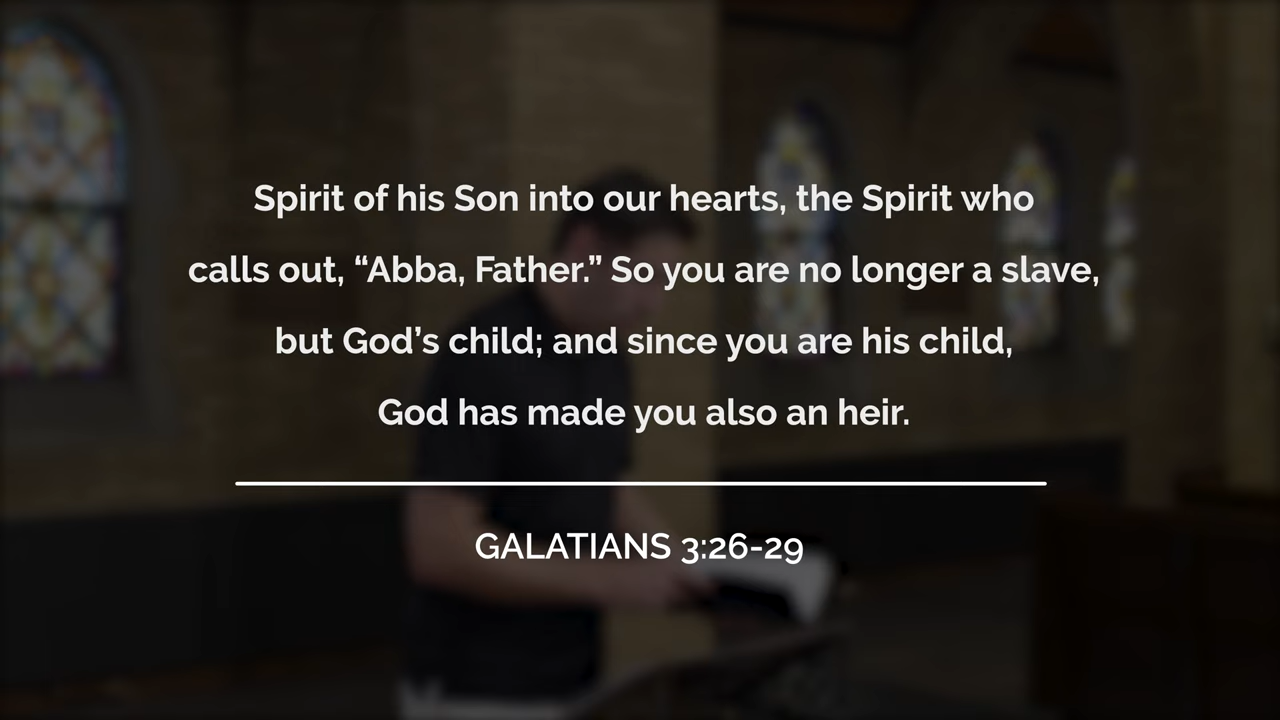 Spirit of his Son into our hearts, the Spirit who
calls out, “Abba, Father.” So you are no longer a slave,
but God’s child; and since you are his child,
God has made you also an heir.
GALATIANS 3:26-29